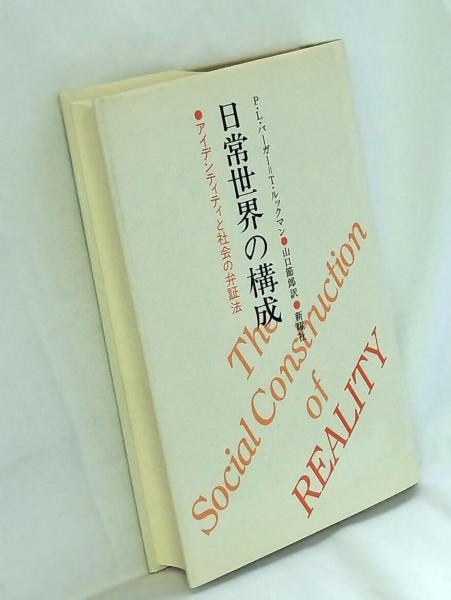 P・L・バーガー=T・ルックマン●山口節郎訳●新曜社
日常世界の構成
●アイデンティティと社会の弁証法
The
Social Construction
of
REALITY